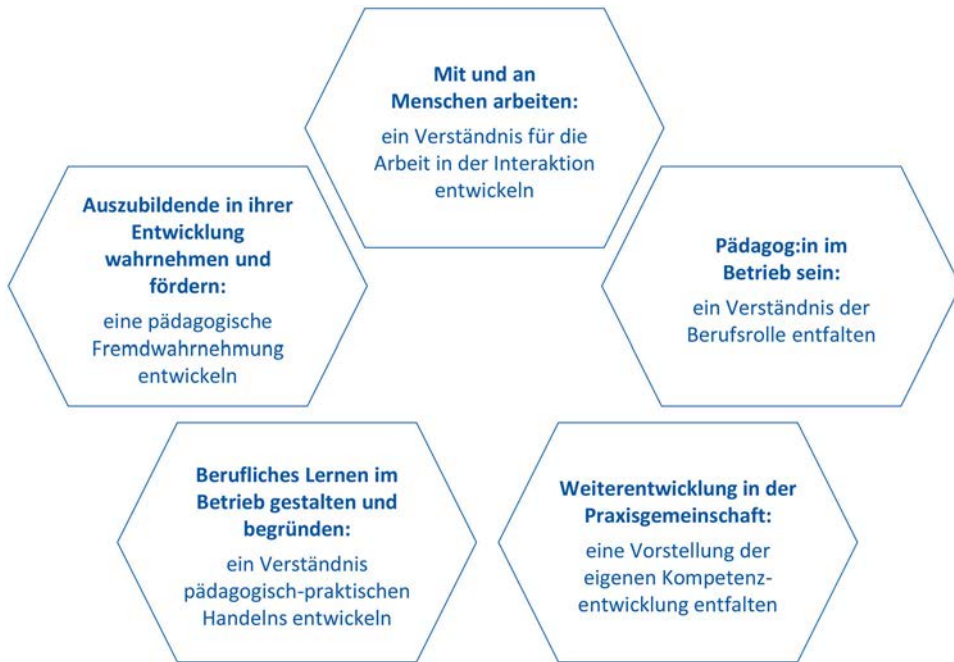 Mit und an
Menschen arbeiten:
ein Verständnis für die
Arbeit in der Interaktion
entwickeln
Auszubildende in ihrer
Entwicklung
wahrnehmen und
fördern:
eine pädagogische
Fremdwahrnehmung
entwickeln
Pädagog:in im
Betrieb sein:
ein Verständnis der
Berufsrolle entfalten
Berufliches Lernen im
Betrieb gestalten und
begründen:
ein Verständnis
pädagogisch-praktischen
Handelns entwickeln
Weiterentwicklung in der
Praxisgemeinschaft:
eine Vorstellung der
eigenen Kompetenz-
entwicklung entfalten